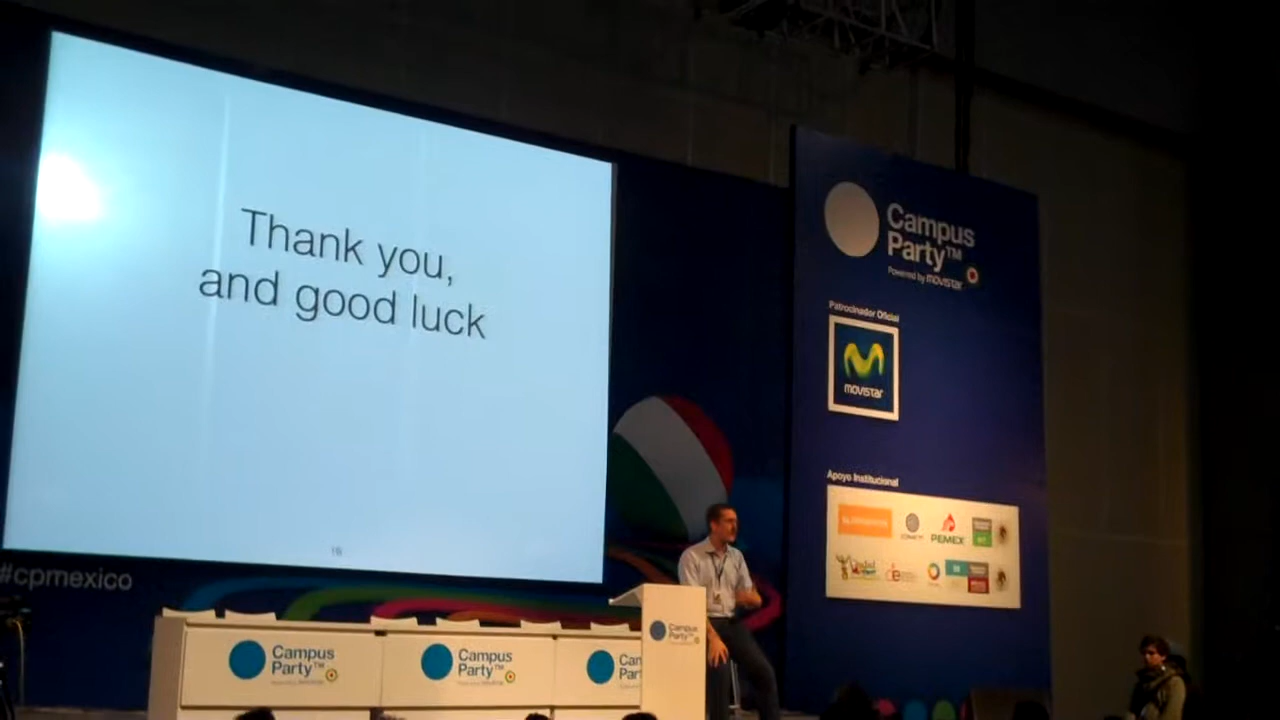 Thank you,
and good luck
16
#cpmexico
Campus
Party™
Powered by movistar
Patrocinador Oficial
movistar
Apoyo Institucional
PEMEX
Campus
Party™
Campus
Party™
Campus
Party™